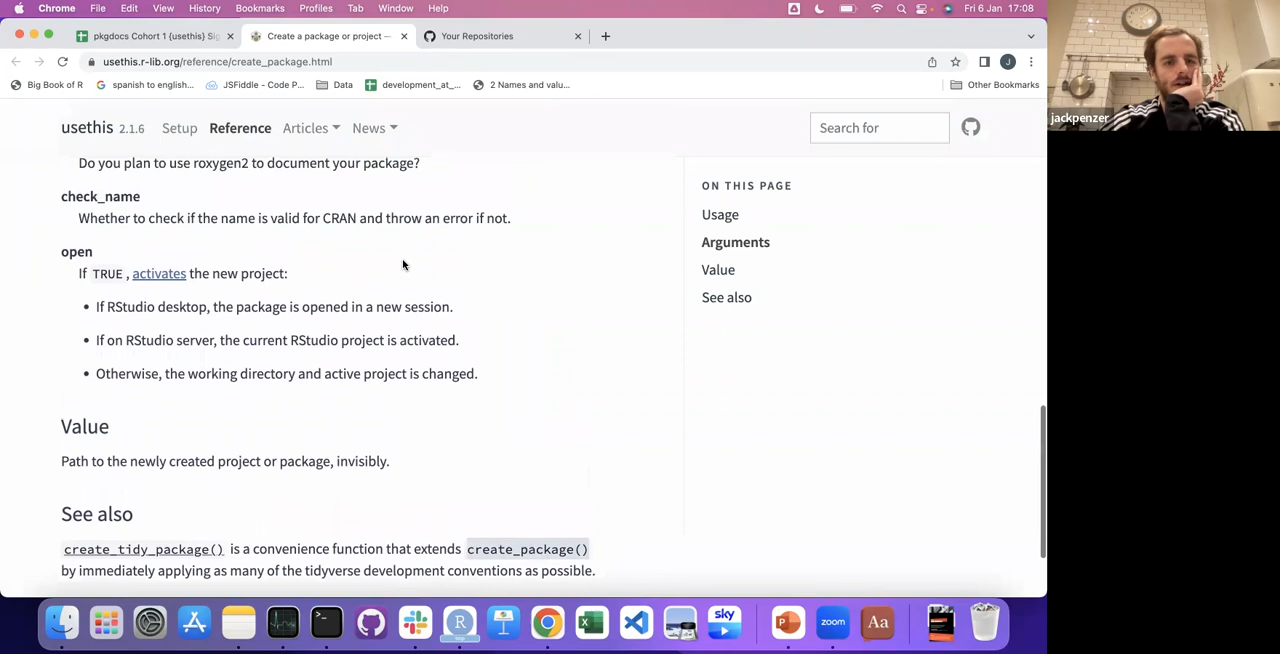 Chrome File Edit View History Bookmarks Profiles Tab Window Help Fri 6 Jan 17:08
pkgdocs Cohort 1 {usethis} Sig
Create a package or project —
Your Repositories
usethis.r-lib.org/reference/create_package.html
J
Big Book of R
spanish to english...
JSFiddle - Code P...
Data
development_at_...
2 Names and valu...
Other Bookmarks
usethis 2.1.6 Setup Reference Articles News
Search for
Do you plan to use roxygen2 to document your package?
check_name
Whether to check if the name is valid for CRAN and throw an error if not.
open
If TRUE , activates the new project:
• If RStudio desktop, the package is opened in a new session.
• If on RStudio server, the current RStudio project is activated.
• Otherwise, the working directory and active project is changed.
Value
Path to the newly created project or package, invisibly.
See also
create_tidy_package() is a convenience function that extends create_package()
by immediately applying as many of the tidyverse development conventions as possible.
ON THIS PAGE
Usage
Arguments
Value
See also
jackpenzer
R
X
sky
P
zoom
Aa